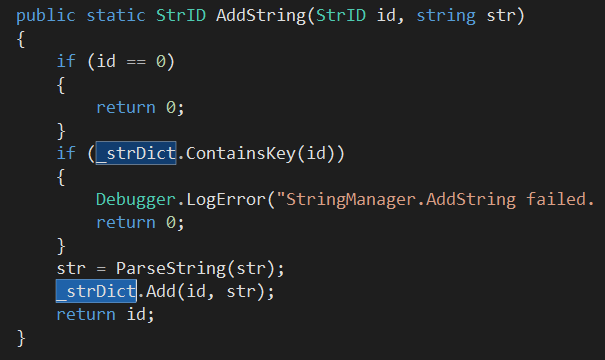 public static StrID AddString(StrID id, string str)
{
    if (id == 0)
    {
        return 0;
    }
    if (_strDict.ContainsKey(id))
    {
        Debugger.LogError("StringManager.AddString failed.
        return 0;
    }
    str = ParseString(str);
    _strDict.Add(id, str);
    return id;
}